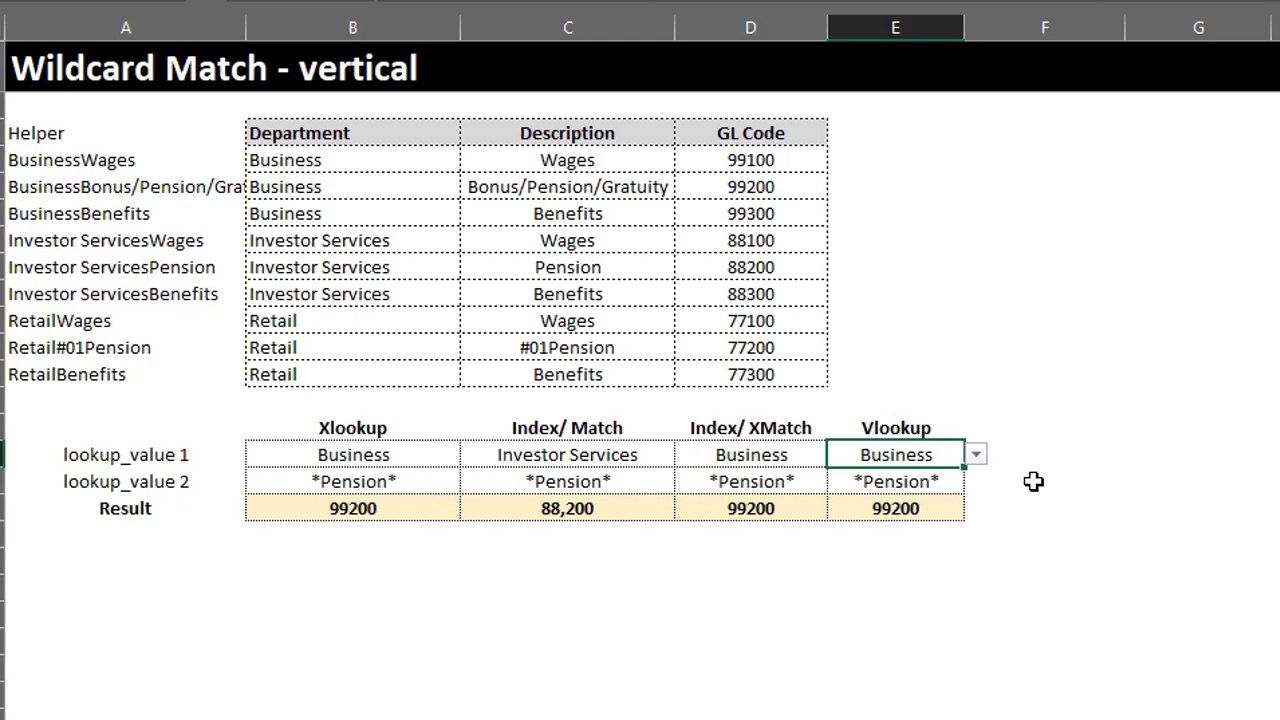 A B C D E F G
Wildcard Match - vertical
Helper Department Description GL Code
BusinessWages Business Wages 99100
BusinessBonus/Pension/Gra Business Bonus/Pension/Gratuity 99200
BusinessBenefits Business Benefits 99300
Investor ServicesWages Investor Services Wages 88100
Investor ServicesPension Investor Services Pension 88200
Investor ServicesBenefits Investor Services Benefits 88300
RetailWages Retail Wages 77100
Retail#01Pension Retail #01Pension 77200
RetailBenefits Retail Benefits 77300
Xlookup Index/ Match Index/ XMatch Vlookup
lookup_value 1 Business Investor Services Business Business
lookup_value 2 *Pension* *Pension* *Pension* *Pension*
Result 99200 88,200 99200 99200